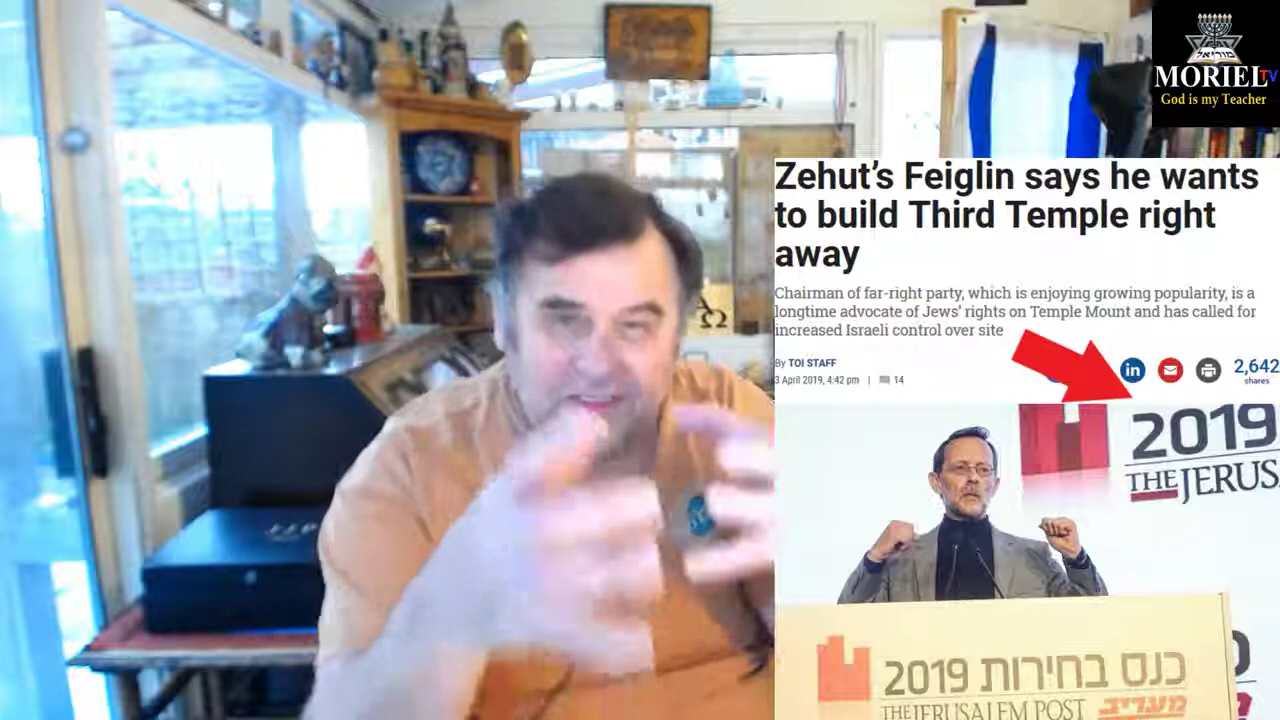 מוריאל
MORIEL TV
God is my Teacher
Zehut's Feiglin says he wants
to build Third Temple right
away
Chairman of far-right party, which is enjoying growing popularity, is a
longtime advocate of Jews' rights on Temple Mount and has called for
increased Israeli control over site
By TOI STAFF
3 April 2019, 4:42 pm | 14
in
2,642
shares
2019
THE JERUS
ΑΩ
כנס בחירות 2019
THE JERUSALEM POST מעריב